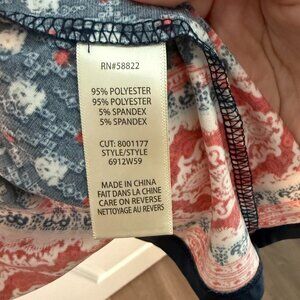 RN#58822
95% POLYESTER
95% POLYESTER
5% SPANDEX
5% SPANDEX
CUT: 8001177
STYLE/STYLE
6912W59
MADE IN CHINA
FAIT DANS LA CHINE
CARE ON REVERSE
NETTOYAGE AU REVERS